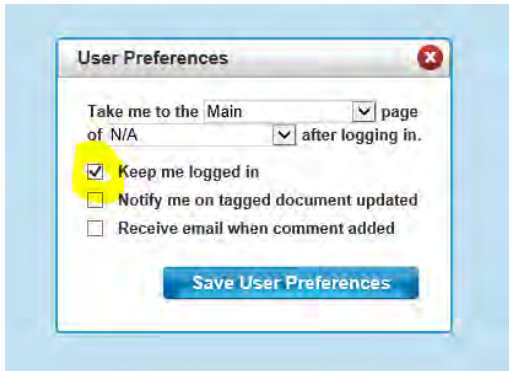 User Preferences
Take me to the Main page
of N/A after logging in.
Keep me logged in
Notify me on tagged document updated
Receive email when comment added
Save User Preferences